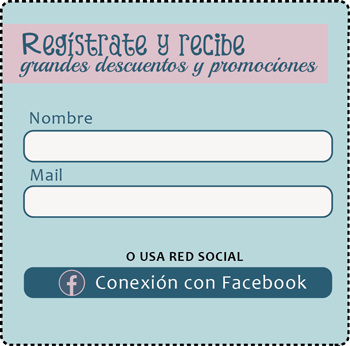 Regístrate y recibe
grandes descuentos y promociones
Nombre
Mail
O USA RED SOCIAL
Conexión con Facebook